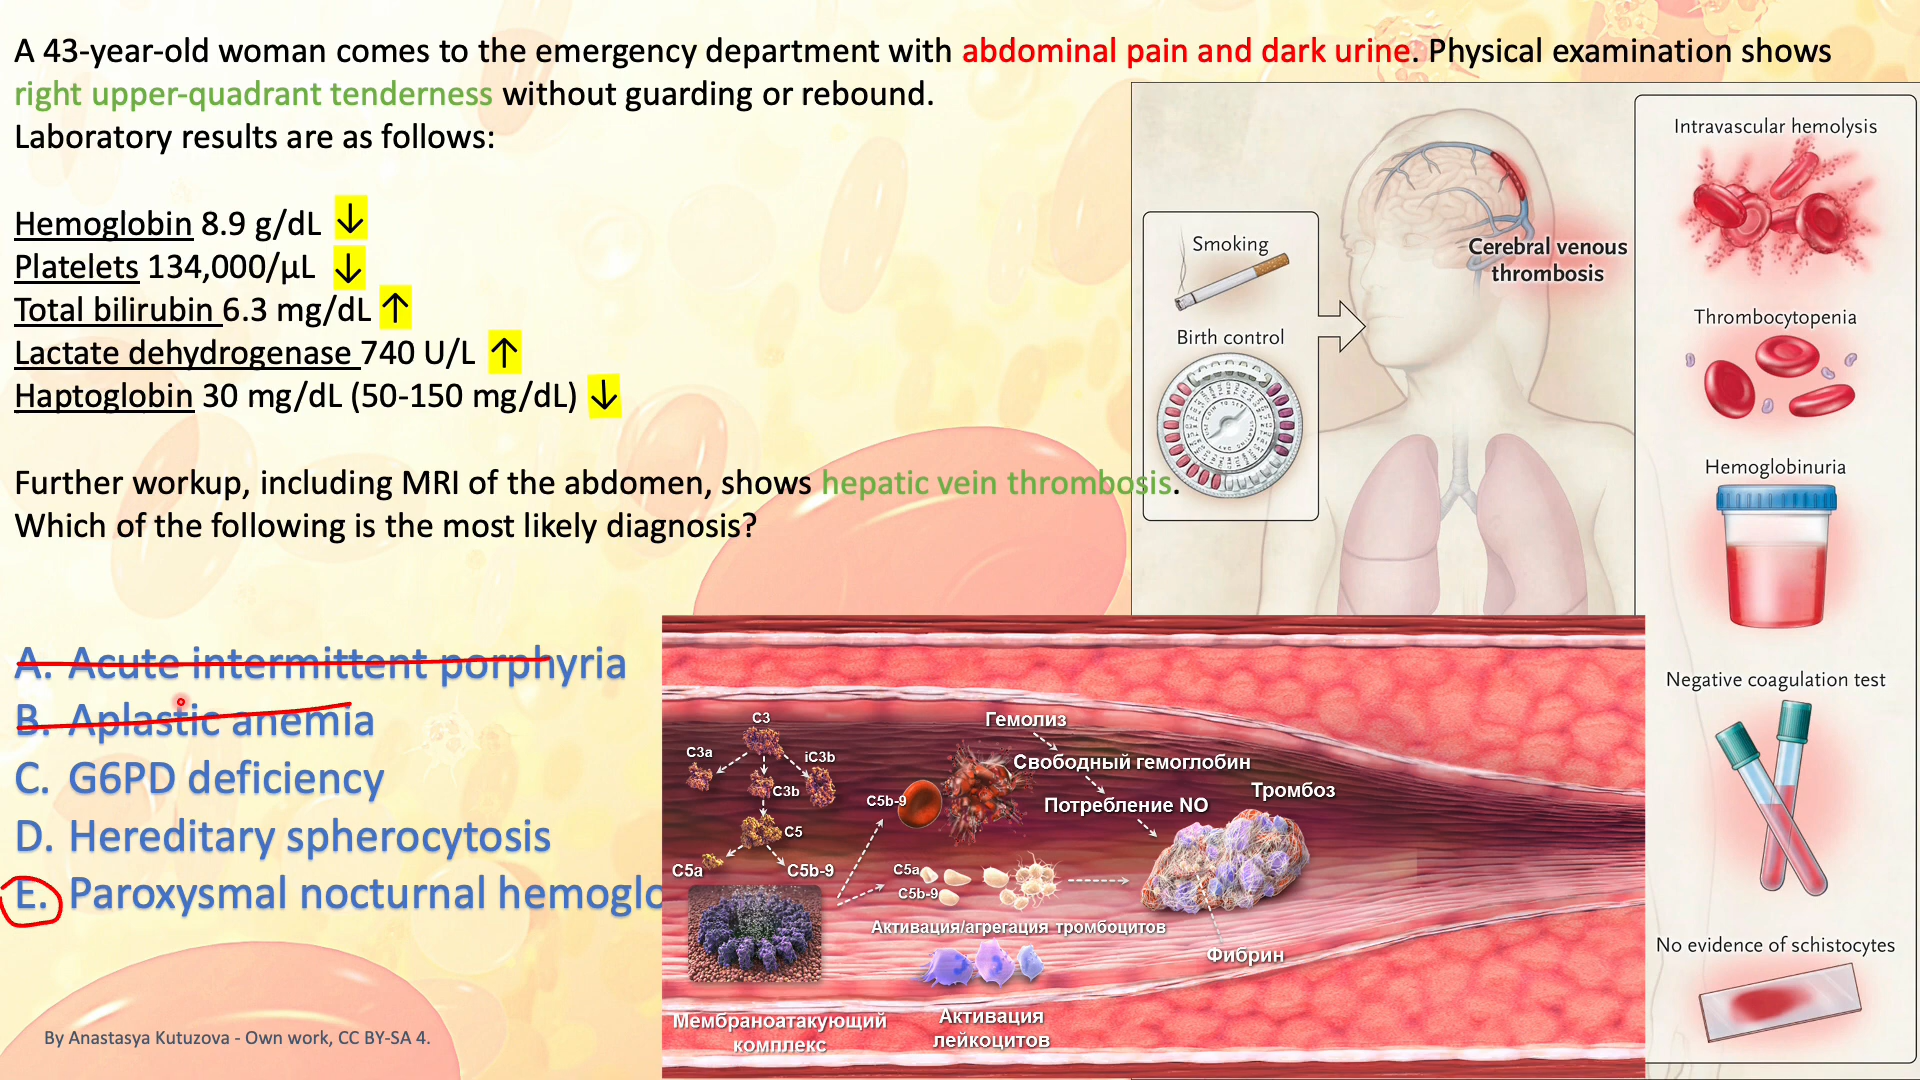 A 43-year-old woman comes to the emergency department with abdominal pain and dark urine. Physical examination shows
right upper-quadrant tenderness without guarding or rebound.
Laboratory results are as follows:
Hemoglobin 8.9 g/dL ↓
Platelets 134,000/µL ↓
Total bilirubin 6.3 mg/dL ↑
Lactate dehydrogenase 740 U/L ↑
Haptoglobin 30 mg/dL (50-150 mg/dL) ↓
Further workup, including MRI of the abdomen, shows hepatic vein thrombosis.
Which of the following is the most likely diagnosis?
A. Acute intermittent porphyria
B. Aplastic anemia
C. G6PD deficiency
D. Hereditary spherocytosis
E. Paroxysmal nocturnal hemoglo
By Anastasya Kutuzova - Own work, CC BY-SA 4.
Smoking
Birth control
Cerebral venous
thrombosis
Intravascular hemolysis
Thrombocytopenia
Hemoglobinuria
Negative coagulation test
No evidence of schistocytes
C3
C3a
iC3b
C3b
C5
C5a
C5b-9
Мембраноатакующий
комплекс
C5b-9
Гемолиз
Свободный гемоглобин
Потребление NO
Тромбоз
C5a
C5b-9
Активация/агрегация тромбоцитов
Фибрин
Активация
лейкоцитов